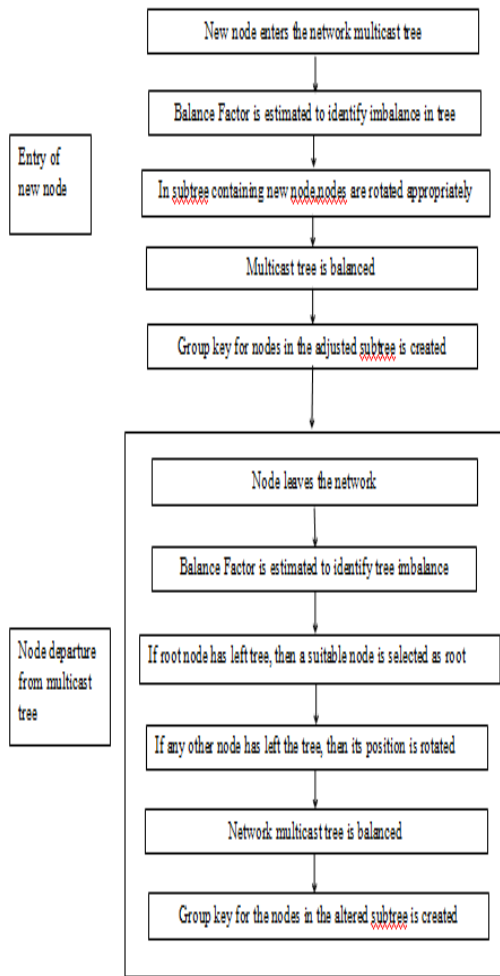 New node enters the network multicast tree
Balance Factor is estimated to identify imbalance in tree
Entry of
new node
In subtree containing new node,nodes are rotated appropriately
Multicast tree is balanced
Group key for nodes in the adjusted subtree is created
Node leaves the network
Balance Factor is estimated to identify tree imbalance
Node departure
from multicast
tree
If root node has left tree, then a suitable node is selected as root
If any other node has left the tree, then its position is rotated
Network multicast tree is balanced
Group key for the nodes in the altered subtree is created